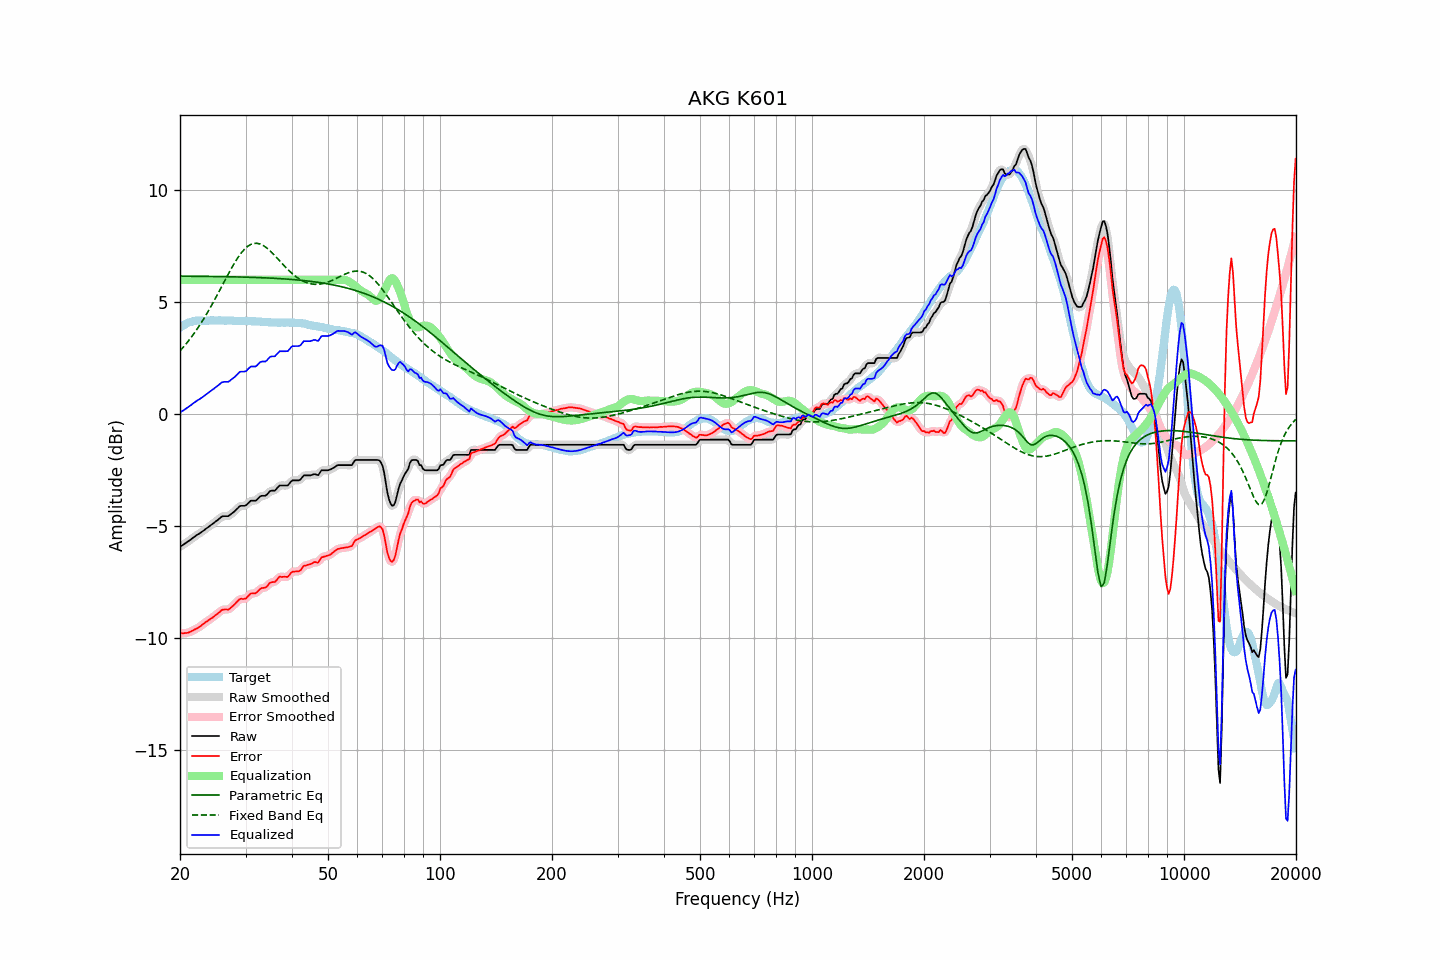 AKG K601
Amplitude (dBr)
10
5
0
−5
−10
−15
Target
Raw Smoothed
Error Smoothed
Raw
Error
Equalization
Parametric Eq
Fixed Band Eq
Equalized
20 50 100 200 500 1000 2000 5000 10000 20000
Frequency (Hz)